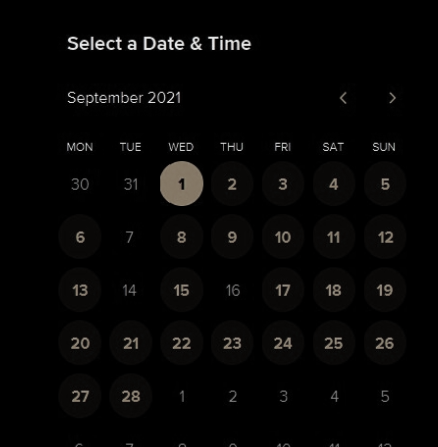 Select a Date & Time
September 2021
MON TUE WED THU FRI SAT SUN
30 31 1 2 3 4 5
6 7 8 9 10 11 12
13 14 15 16 17 18 19
20 21 22 23 24 25 26
27 28 1 2 3 4 5